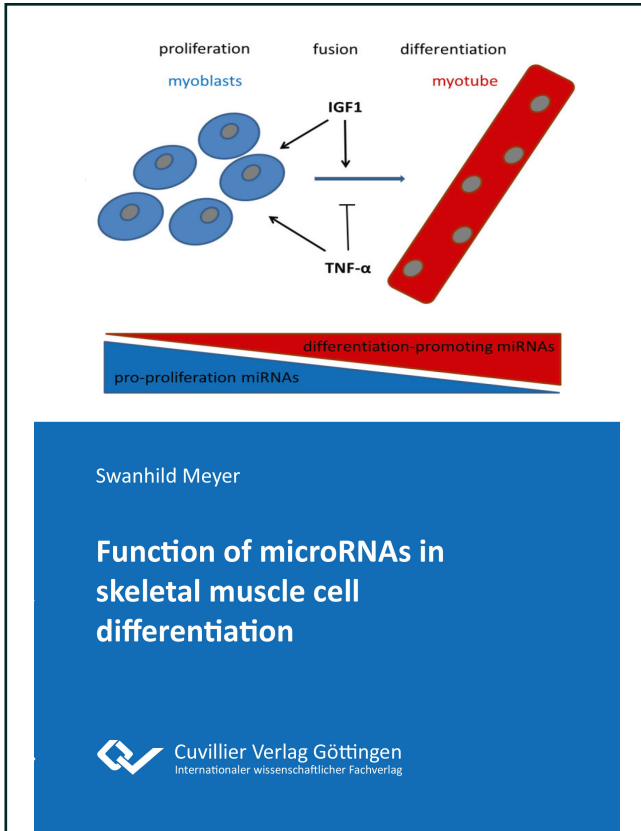 proliferation fusion differentiation
myoblasts myotube
IGF1
TNF-α
differentiation-promoting miRNAs
pro-proliferation miRNAs
Swanhild Meyer
Function of microRNAs in
skeletal muscle cell
differentiation
Cuvillier Verlag Göttingen
Internationaler wissenschaftlicher Fachverlag